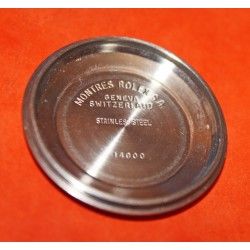 MONTRES ROLEX S.A.
GENEVA
SWITZERLAND
STAINLESS STEEL
14000